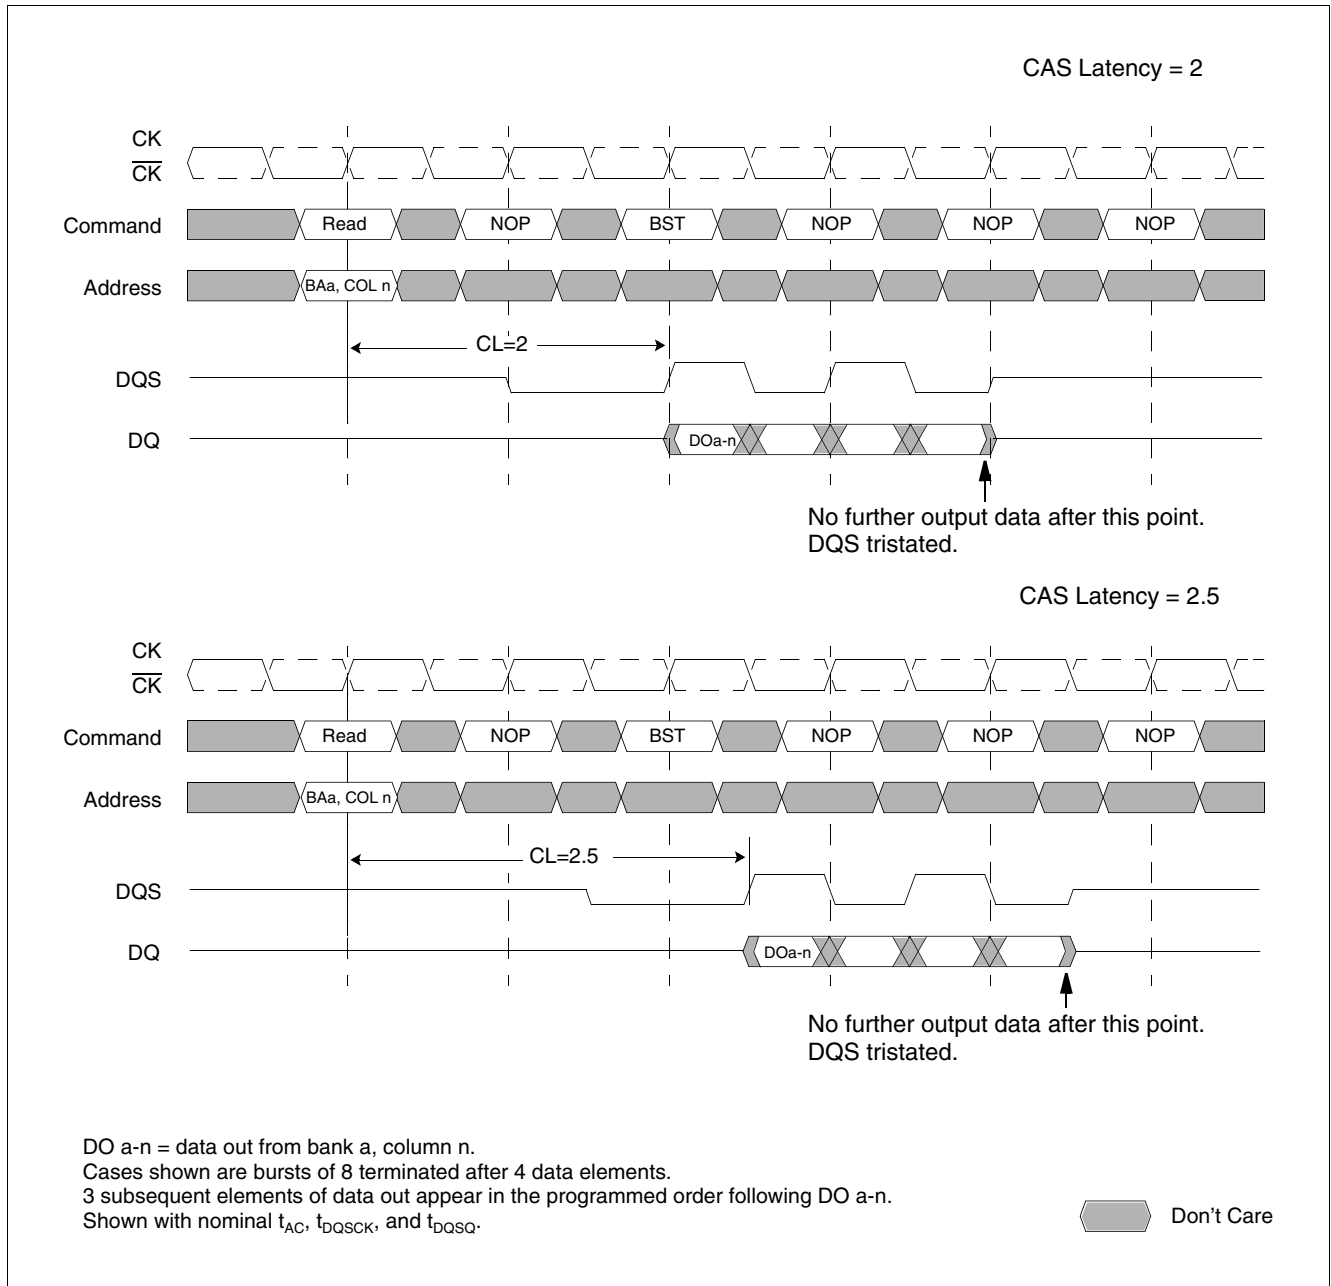 CAS Latency = 2
CK
CK
Command Read NOP BST NOP NOP NOP
Address BAa, COL n
CL=2
DQS
DQ DOa-n
No further output data after this point.
DQS tristated.
CAS Latency = 2.5
CK
CK
Command Read NOP BST NOP NOP NOP
Address BAa, COL n
CL=2.5
DQS
DQ DOa-n
No further output data after this point.
DQS tristated.
DO a-n = data out from bank a, column n.
Cases shown are bursts of 8 terminated after 4 data elements.
3 subsequent elements of data out appear in the programmed order following DO a-n.
Shown with nominal tAC, tDQSCK, and tDQSQ.
Don't Care